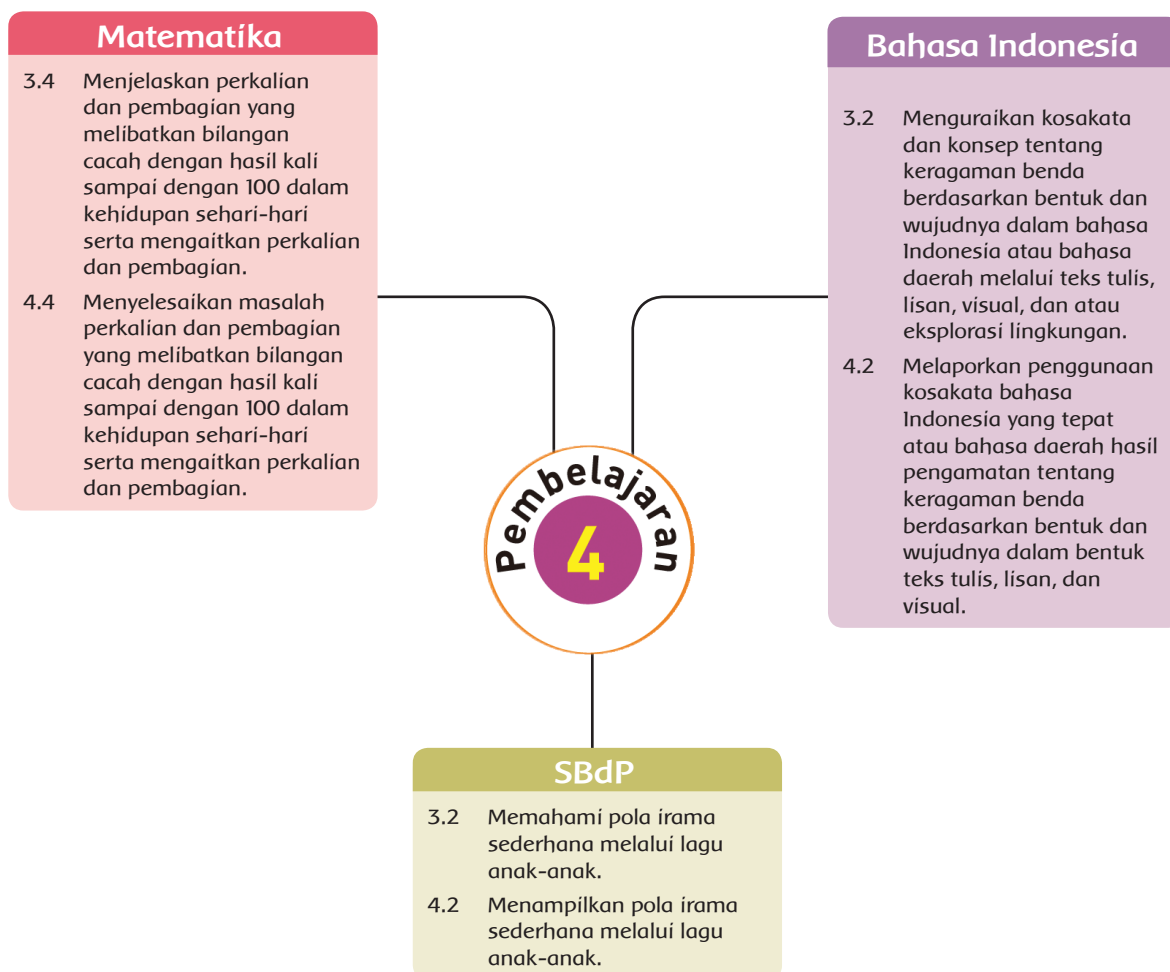 Matematika
3.4 Menjelaskan perkalian
dan pembagian yang
melibatkan bilangan
cacah dengan hasil kali
sampai dengan 100 dalam
kehidupan sehari-hari
serta mengaitkan perkalian
dan pembagian.
4.4 Menyelesaikan masalah
perkalian dan pembagian
yang melibatkan bilangan
cacah dengan hasil kali
sampai dengan 100 dalam
kehidupan sehari-hari
serta mengaitkan perkalian
dan pembagian.
Bahasa Indonesia
3.2 Menguraikan kosakata
dan konsep tentang
keragaman benda
berdasarkan bentuk dan
wujudnya dalam bahasa
Indonesia atau bahasa
daerah melalui teks tulis,
lisan, visual, dan atau
eksplorasi lingkungan.
4.2 Melaporkan penggunaan
kosakata bahasa
Indonesia yang tepat
atau bahasa daerah hasil
pengamatan tentang
keragaman benda
berdasarkan bentuk dan
wujudnya dalam bentuk
teks tulis, lisan, dan
visual.
Pembelajaran
4
SBdP
3.2 Memahami pola irama
sederhana melalui lagu
anak-anak.
4.2 Menampilkan pola irama
sederhana melalui lagu
anak-anak.